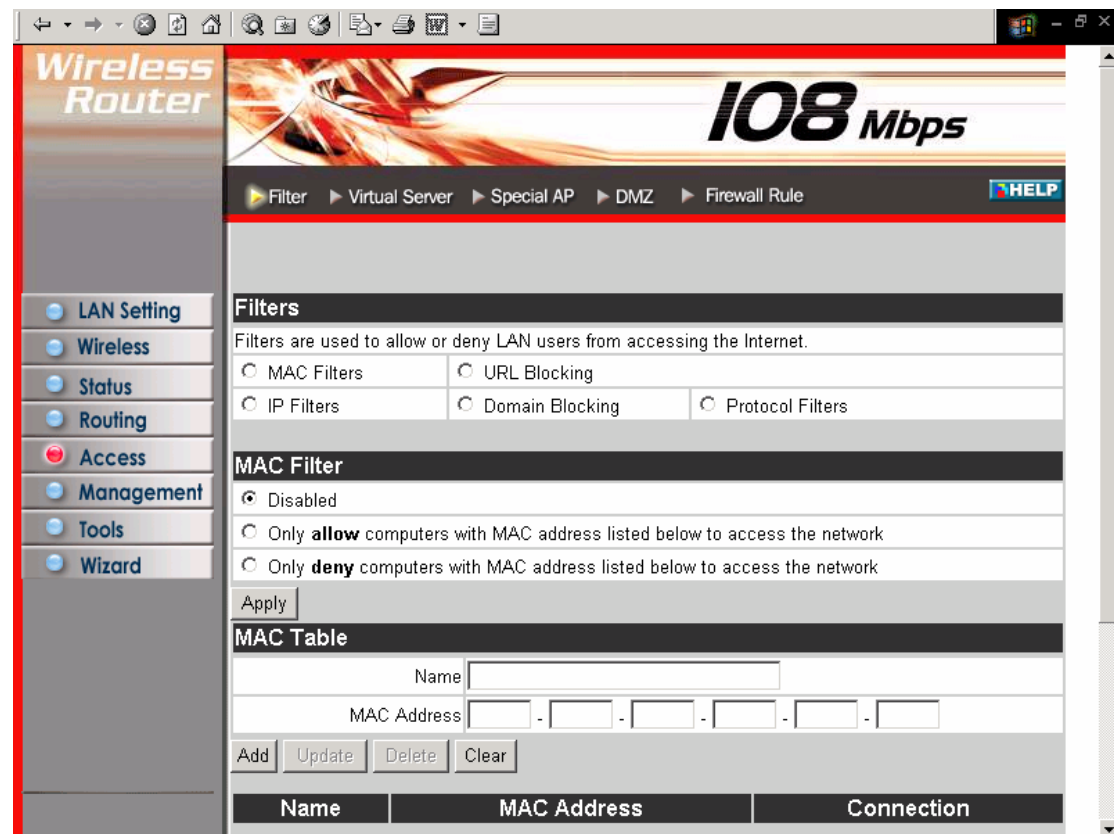 Wireless
Router
108 Mbps
Filter Virtual Server Special AP DMZ Firewall Rule HELP
LAN Setting
Wireless
Status
Routing
Access
Management
Tools
Wizard
Filters
Filters are used to allow or deny LAN users from accessing the Internet.
MAC Filters URL Blocking
IP Filters Domain Blocking Protocol Filters
MAC Filter
Disabled
Only allow computers with MAC address listed below to access the network
Only deny computers with MAC address listed below to access the network
Apply
MAC Table
Name
MAC Address - - - - -
Add Update Delete Clear
Name MAC Address Connection